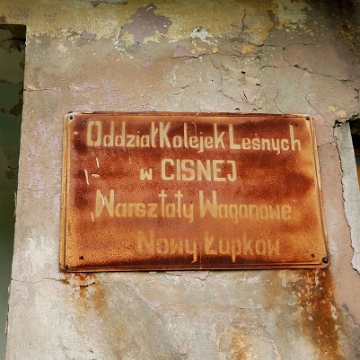 Oddział Kolejek Leśnych
w CISNEJ
Warsztaty Wagonowe
Nowy Łupków